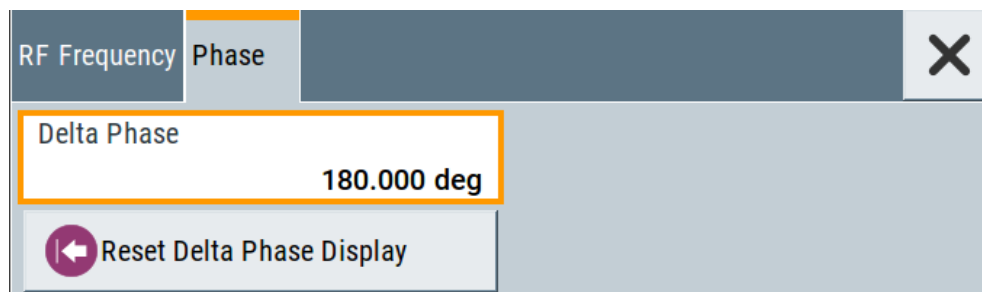 RF Frequency Phase
Delta Phase
180.000 deg
Reset Delta Phase Display